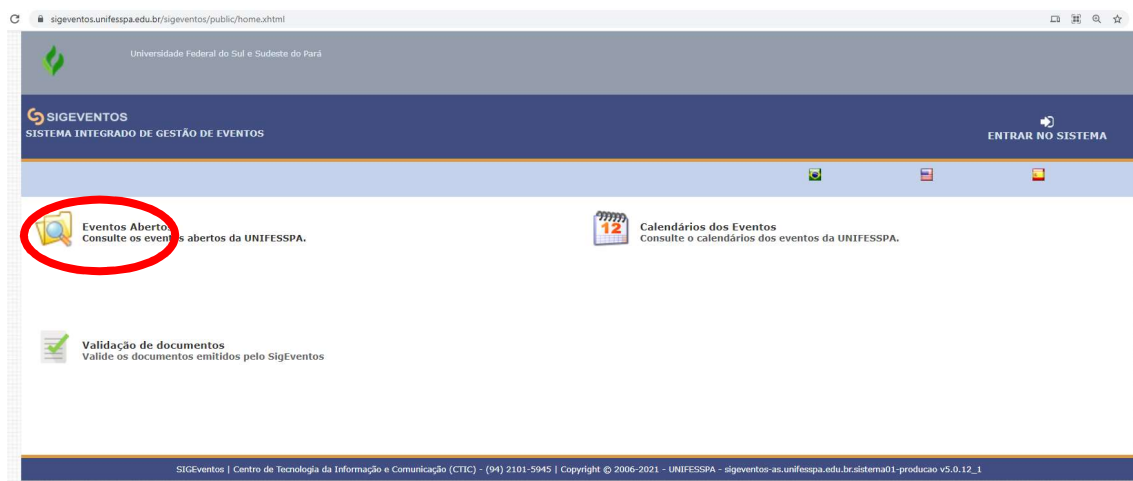 sigeventos.unifesspa.edu.br/sigeventos/public/home.xhtml
Universidade Federal do Sul e Sudeste do Pará
SIGEVENTOS
SISTEMA INTEGRADO DE GESTÃO DE EVENTOS
ENTRAR NO SISTEMA
Eventos Abertos
Consulte os eventos abertos da UNIFESSPA.
12
Calendários dos Eventos
Consulte o calendários dos eventos da UNIFESSPA.
Validação de documentos
Valide os documentos emitidos pelo SigEventos
SIGEventos | Centro de Tecnologia da Informação e Comunicação (CTIC) - (94) 2101-5945 | Copyright © 2006-2021 - UNIFESSPA - sigeventos-as.unifesspa.edu.br.sistema01-producao v5.0.12_1